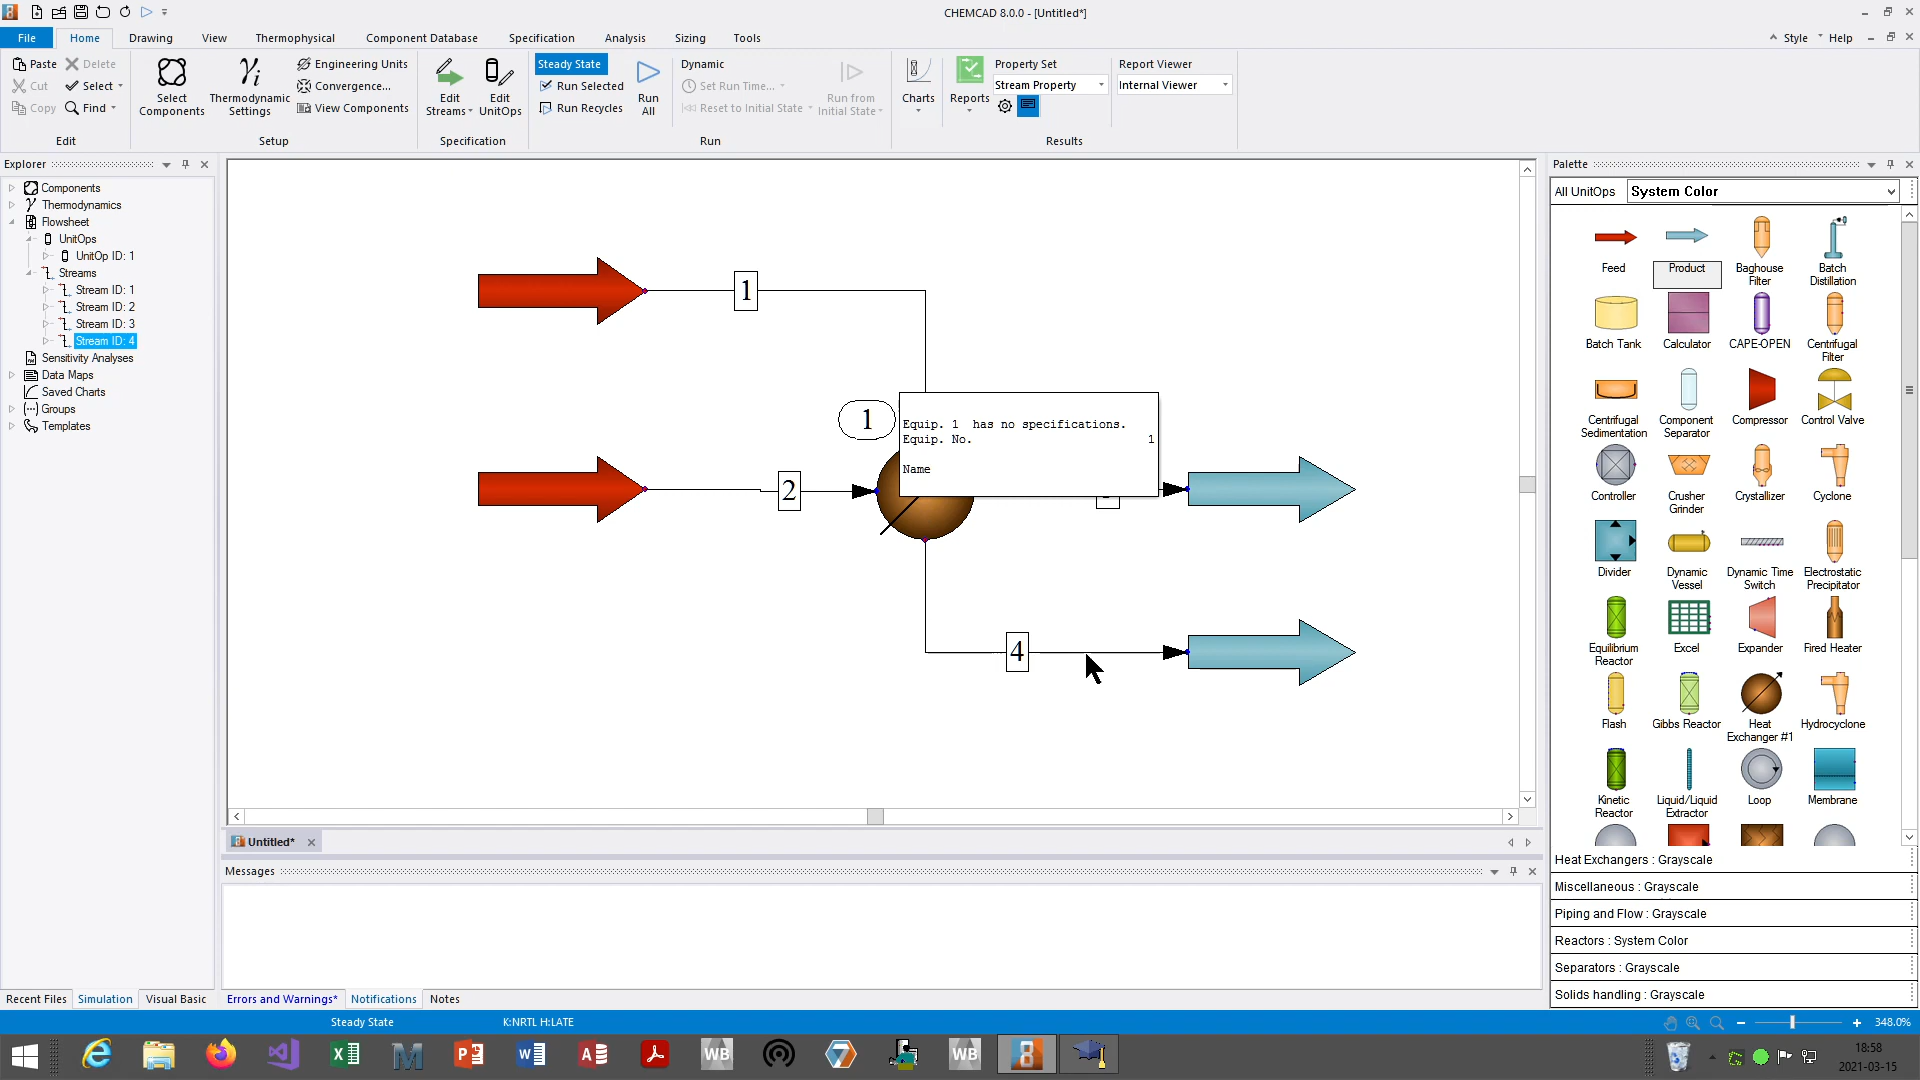 CHEMCAD 8.0.0 - [Untitled*]
File
Home
Drawing
View
Thermophysical
Component Database
Specification
Analysis
Sizing
Tools
Style
Help
Paste
Delete
Cut
Select
Copy
Find
Edit
Select Components
Thermodynamic Settings
Engineering Units
Convergence...
View Components
Setup
Edit Streams
Edit UnitOps
Specification
Steady State
Run Selected
Run Recycles
Run All
Dynamic
Set Run Time...
Reset to Initial State
Run from Initial State
Run
Charts
Reports
Property Set
Stream Property
Report Viewer
Internal Viewer
Results
Explorer
Components
Thermodynamics
Flowsheet
UnitOps
UnitOp ID: 1
Streams
Stream ID: 1
Stream ID: 2
Stream ID: 3
Stream ID: 4
Sensitivity Analyses
Data Maps
Saved Charts
Groups
Templates
Recent Files
Simulation
Visual Basic
1
1
Equip. 1  has no specifications.
Equip. No. 1
Name
2
4
Untitled*
Messages
Errors and Warnings*
Notifications
Notes
Palette
All UnitOps
System Color
Feed
Product
Baghouse Filter
Batch Distillation
Batch Tank
Calculator
CAPE-OPEN
Centrifugal Filter
Centrifugal Sedimentation
Component Separator
Compressor
Control Valve
Controller
Crusher Grinder
Crystallizer
Cyclone
Divider
Dynamic Vessel
Dynamic Time Switch
Electrostatic Precipitator
Equilibrium Reactor
Excel
Expander
Fired Heater
Flash
Gibbs Reactor
Heat Exchanger #1
Hydrocyclone
Kinetic Reactor
Liquid/Liquid Extractor
Loop
Membrane
Heat Exchangers : Grayscale
Miscellaneous : Grayscale
Piping and Flow : Grayscale
Reactors : System Color
Separators : Grayscale
Solids handling : Grayscale
Steady State
K:NRTL H:LATE
348.0%
WB
WB
18:58
2021-03-15